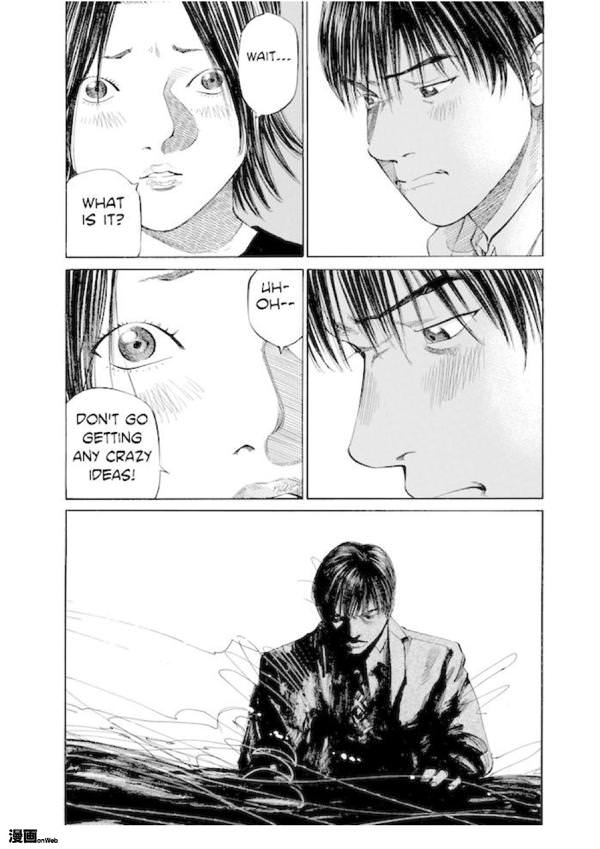 WAIT---
WHAT
IS IT?
UH-
OH--
DON'T GO
GETTING
ANY CRAZY
IDEAS!
漫画onWeb